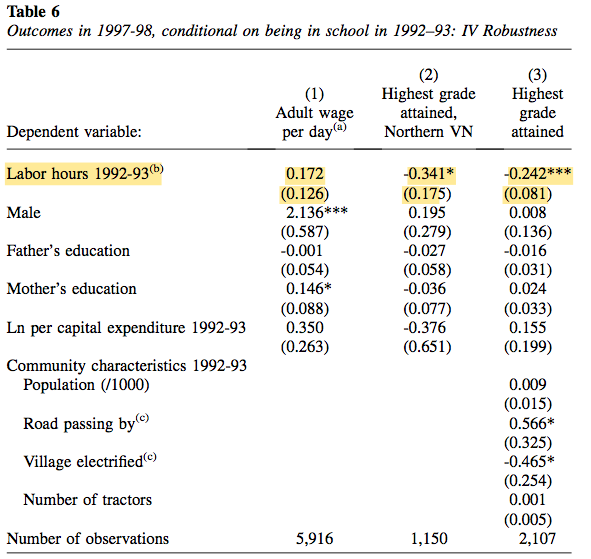 Table 6
Outcomes in 1997-98, conditional on being in school in 1992–93: IV Robustness
Dependent variable: (1) Adult wage per day(a) (2) Highest grade attained, Northern VN (3) Highest grade attained
Labor hours 1992-93(b) 0.172 -0.341* -0.242***
(0.126) (0.175) (0.081)
Male 2.136*** 0.195 0.008
(0.587) (0.279) (0.136)
Father's education -0.001 -0.027 -0.016
(0.054) (0.058) (0.031)
Mother's education 0.146* -0.036 0.024
(0.088) (0.077) (0.033)
Ln per capital expenditure 1992-93 0.350 -0.376 0.155
(0.263) (0.651) (0.199)
Community characteristics 1992-93
Population (/1000) 0.009
(0.015)
Road passing by(c) 0.566*
(0.325)
Village electrified(c) -0.465*
(0.254)
Number of tractors 0.001
(0.005)
Number of observations 5,916 1,150 2,107